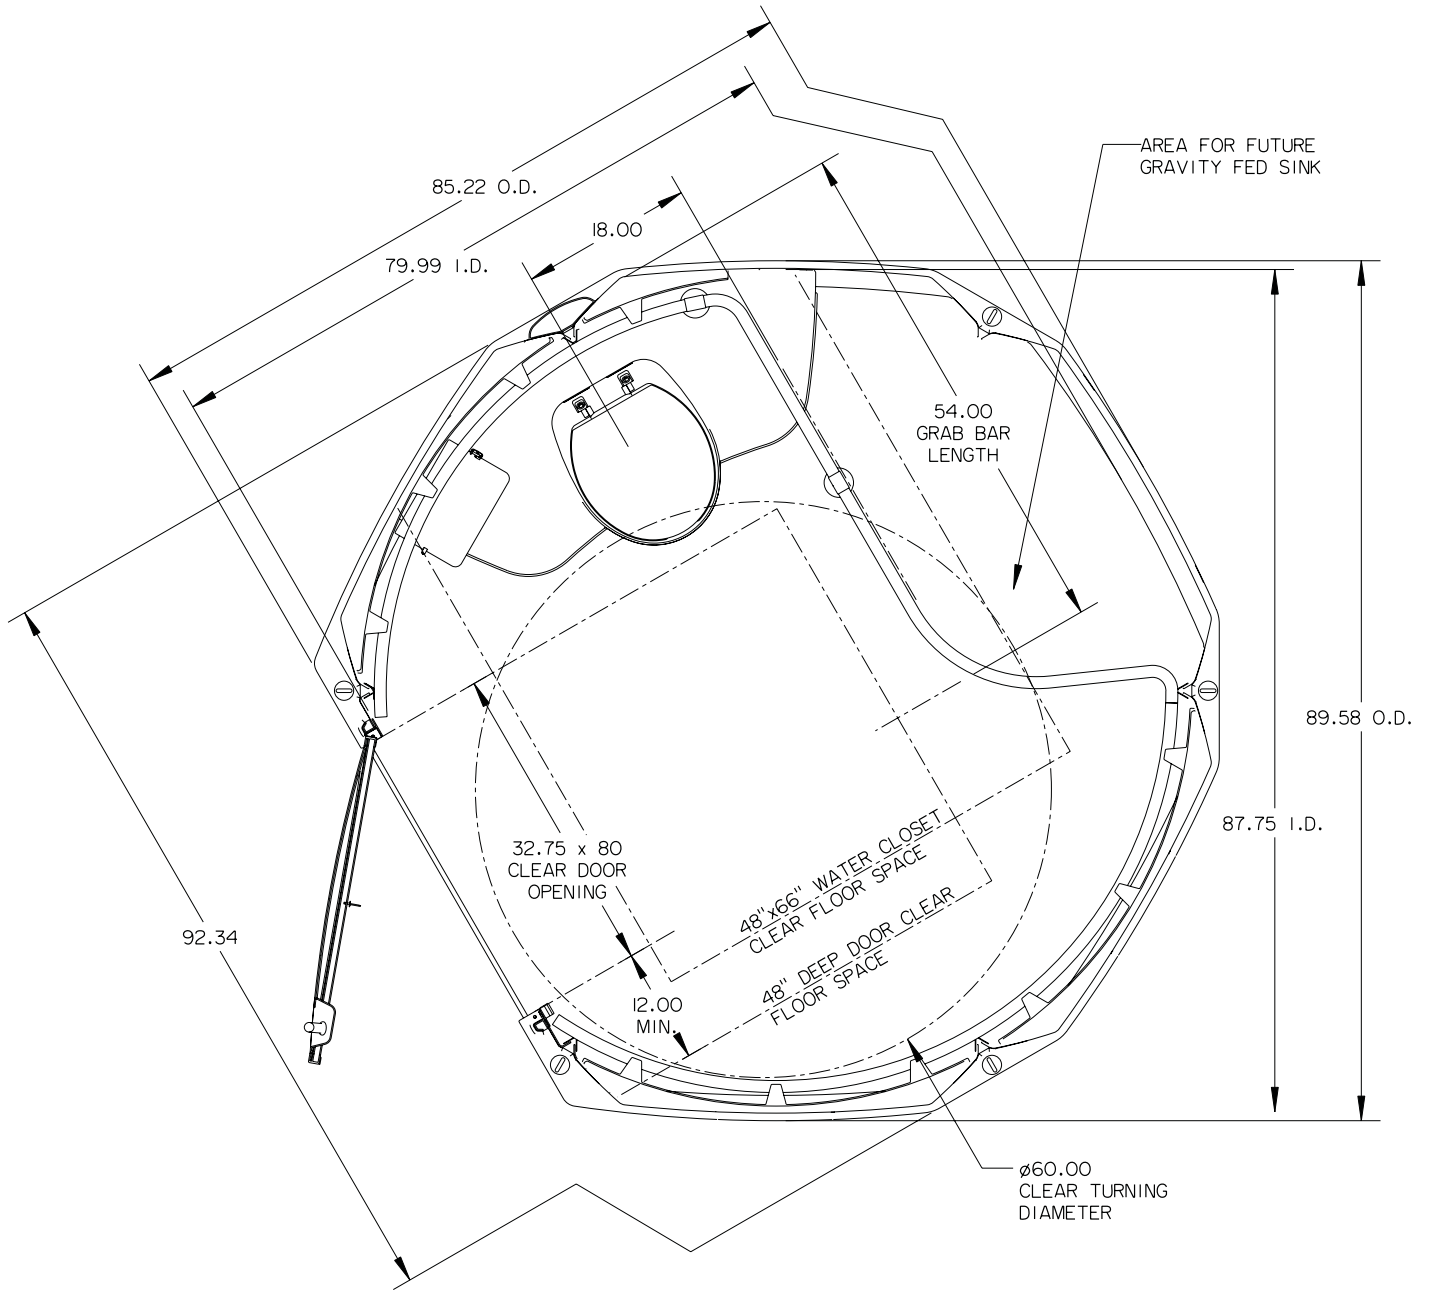 AREA FOR FUTURE
GRAVITY FED SINK
85.22 O.D.
18.00
79.99 I.D.
54.00
GRAB BAR
LENGTH
89.58 O.D.
87.75 I.D.
32.75 x 80
CLEAR DOOR
OPENING
48"x66" WATER CLOSET
CLEAR FLOOR SPACE
48" DEEP DOOR CLEAR
FLOOR SPACE
92.34
12.00
MIN.
ø60.00
CLEAR TURNING
DIAMETER